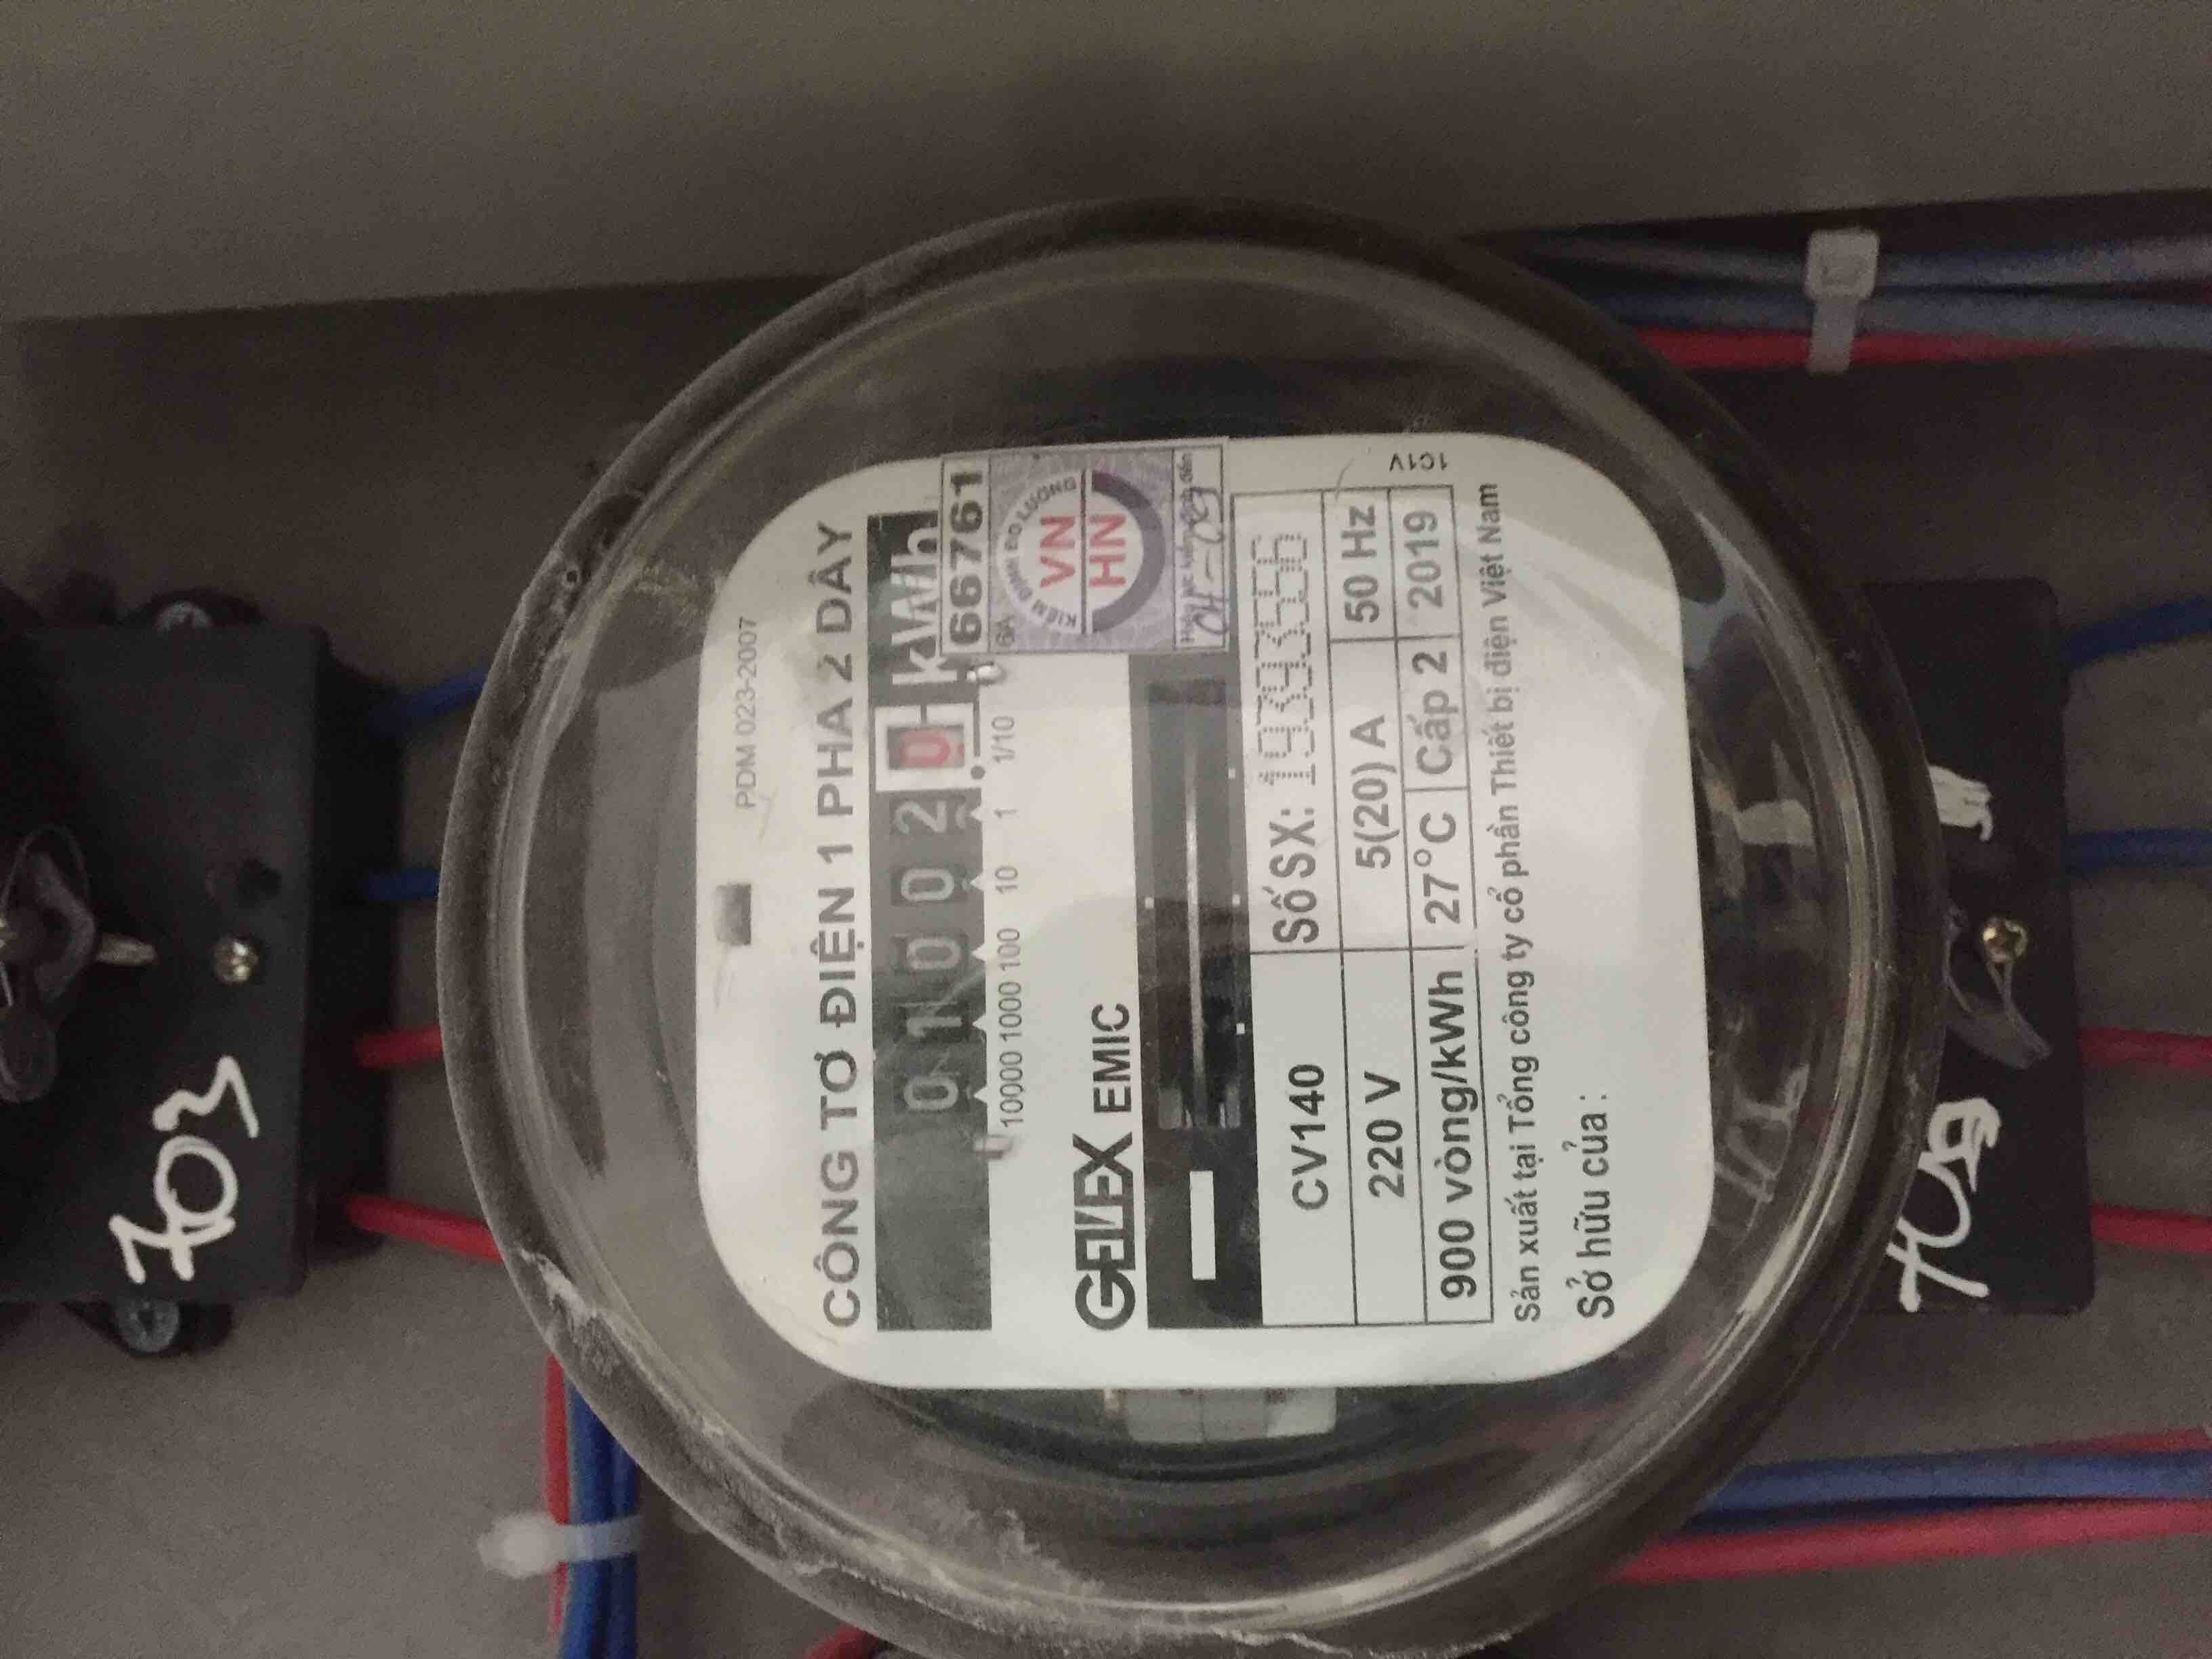 PDM 023-2007
CÔNG TƠ ĐIỆN 1 PHA 2 DÂY
0 1 0 0 2 0 kWh
10000 1000 100 10 1 1/10
66761
6A
KIỂM ĐỊNH ĐO LƯỜNG
VN
HN
GELEX EMIC
CV140 Số SX:
220 V 5(20) A 50 Hz
900 vòng/kWh 27°C Cấp 2 2019
1C1V
Sản xuất tại Tổng công ty cổ phần Thiết bị điện Việt Nam
Sở hữu của :
703